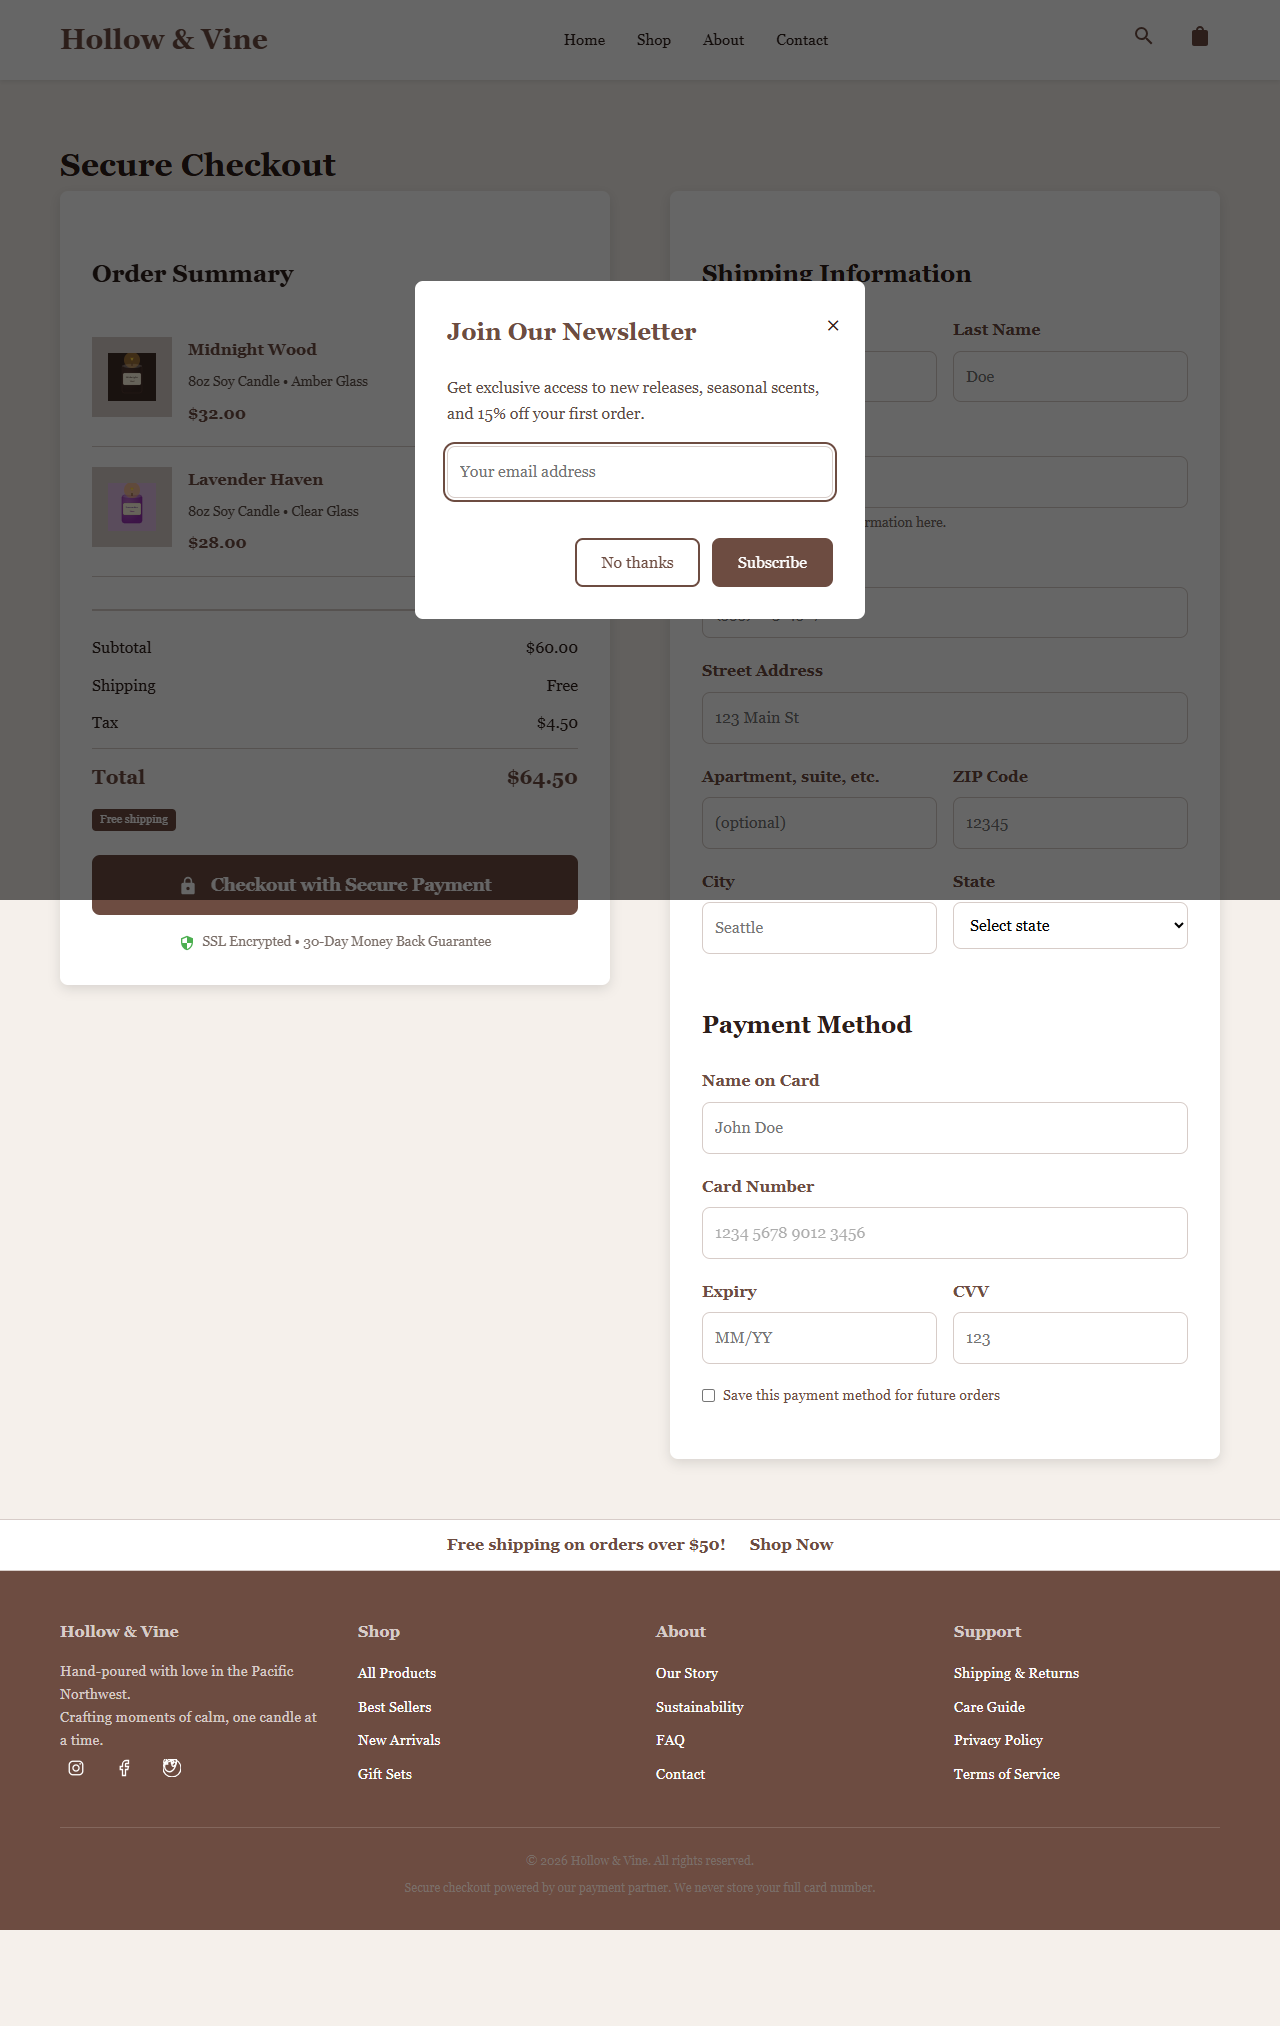 Hollow & Vine
Home
Shop
About
Contact
Secure Checkout
Order Summary
Midnight Wood
8oz Soy Candle • Amber Glass
$32.00
Lavender Haven
8oz Soy Candle • Clear Glass
$28.00
Subtotal
$60.00
Shipping
Free
Tax
$4.50
Total
$64.50
Free shipping
Checkout with Secure Payment
SSL Encrypted • 30-Day Money Back Guarantee
Join Our Newsletter
×
Get exclusive access to new releases, seasonal scents,
and 15% off your first order.
Your email address
No thanks
Subscribe
Shipping Information
Last Name
Doe
here.
Street Address
123 Main St
Apartment, suite, etc.
ZIP Code
(optional)
12345
City
State
Seattle
Select state
Payment Method
Name on Card
John Doe
Card Number
1234 5678 9012 3456
Expiry
CVV
MM/YY
123
Save this payment method for future orders
Free shipping on orders over $50!
Shop Now
Hollow & Vine
Hand-poured with love in the Pacific
Northwest.
Crafting moments of calm, one candle at
a time.
Shop
All Products
Best Sellers
New Arrivals
Gift Sets
About
Our Story
Sustainability
FAQ
Contact
Support
Shipping & Returns
Care Guide
Privacy Policy
Terms of Service
© 2026 Hollow & Vine. All rights reserved.
Secure checkout powered by our payment partner. We never store your full card number.